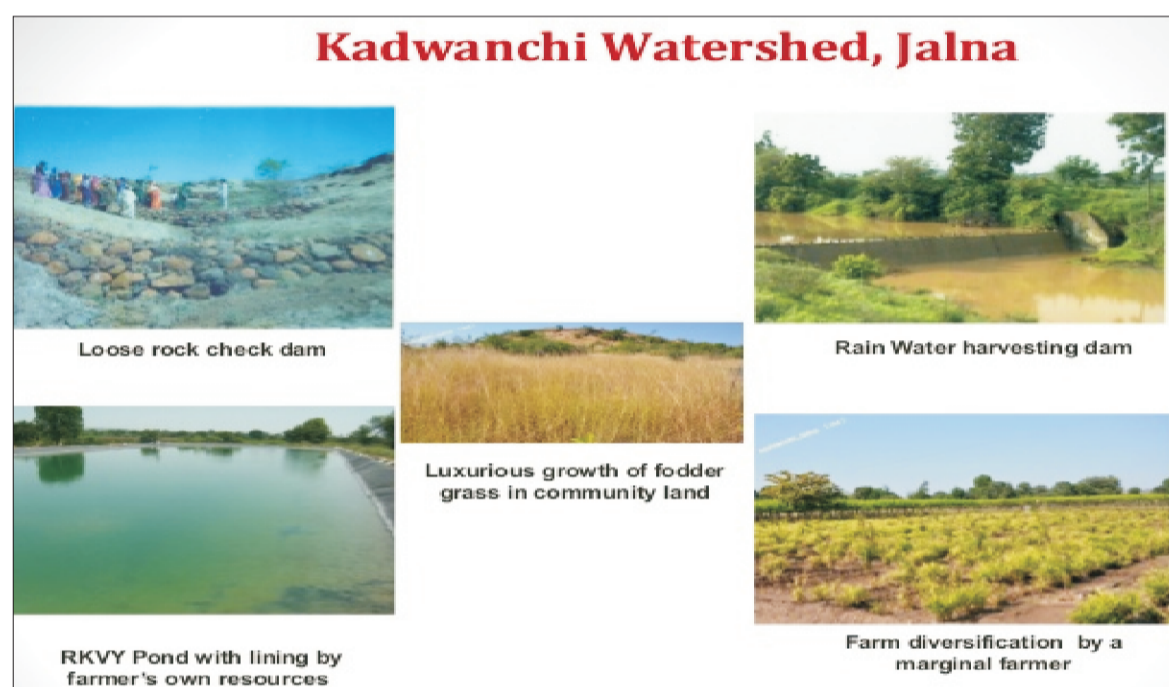 Kadwanchi Watershed, Jalna
Loose rock check dam
Rain Water harvesting dam
Luxurious growth of fodder
grass in community land
RKVY Pond with lining by
farmer's own resources
Farm diversification by a
marginal farmer